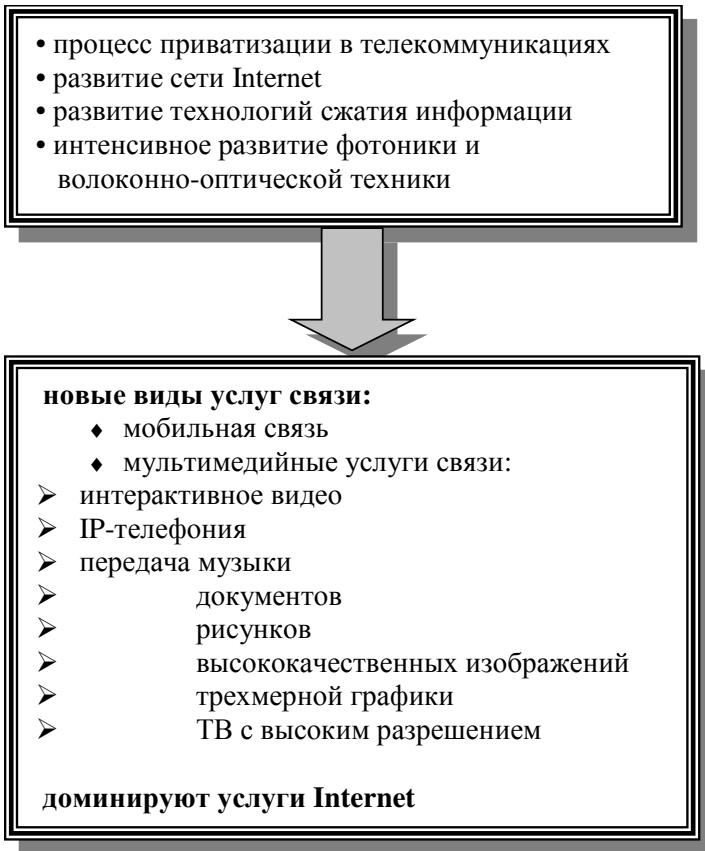 • процесс приватизации в телекоммуникациях
• развитие сети Internet
• развитие технологий сжатия информации
• интенсивное развитие фотоники и
волоконно-оптической техники
новые виды услуг связи:
♦ мобильная связь
♦ мультимедийные услуги связи:
➢ интерактивное видео
➢ IP-телефония
➢ передача музыки
➢ документов
➢ рисунков
➢ высококачественных изображений
➢ трехмерной графики
➢ ТВ с высоким разрешением
доминируют услуги Internet